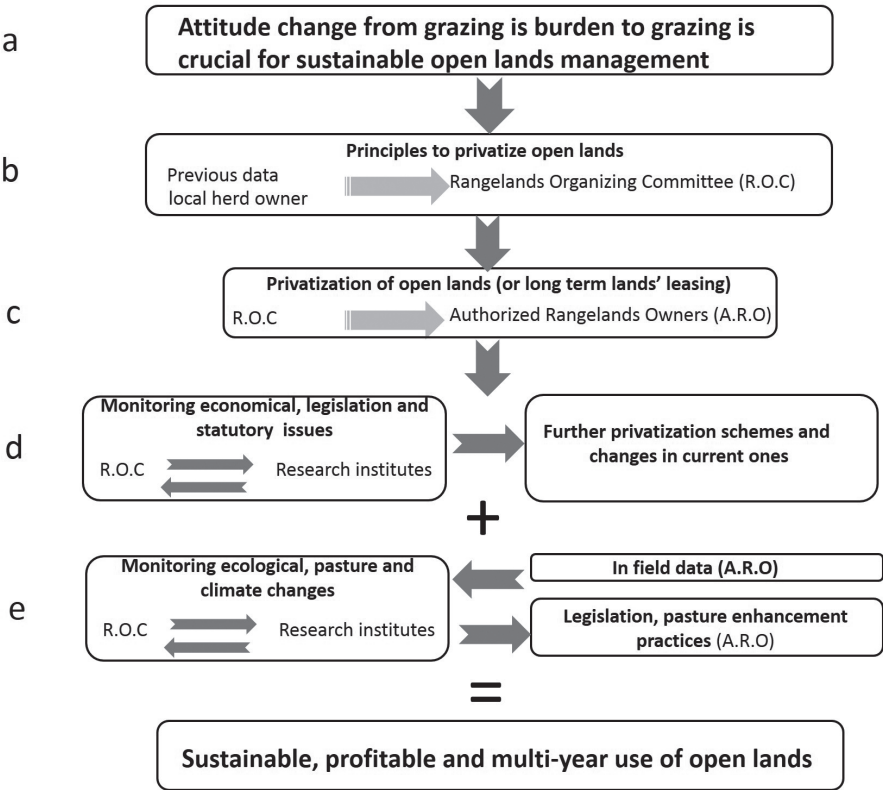 a
Attitude change from grazing is burden to grazing is
crucial for sustainable open lands management
b
Principles to privatize open lands
Previous data
local herd owner
Rangelands Organizing Committee (R.O.C)
c
Privatization of open lands (or long term lands' leasing)
R.O.C
Authorized Rangelands Owners (A.R.O)
d
Monitoring economical, legislation and
statutory issues
R.O.C
Research institutes
Further privatization schemes and
changes in current ones
+
e
Monitoring ecological, pasture and
climate changes
R.O.C
Research institutes
In field data (A.R.O)
Legislation, pasture enhancement
practices (A.R.O)
=
Sustainable, profitable and multi-year use of open lands